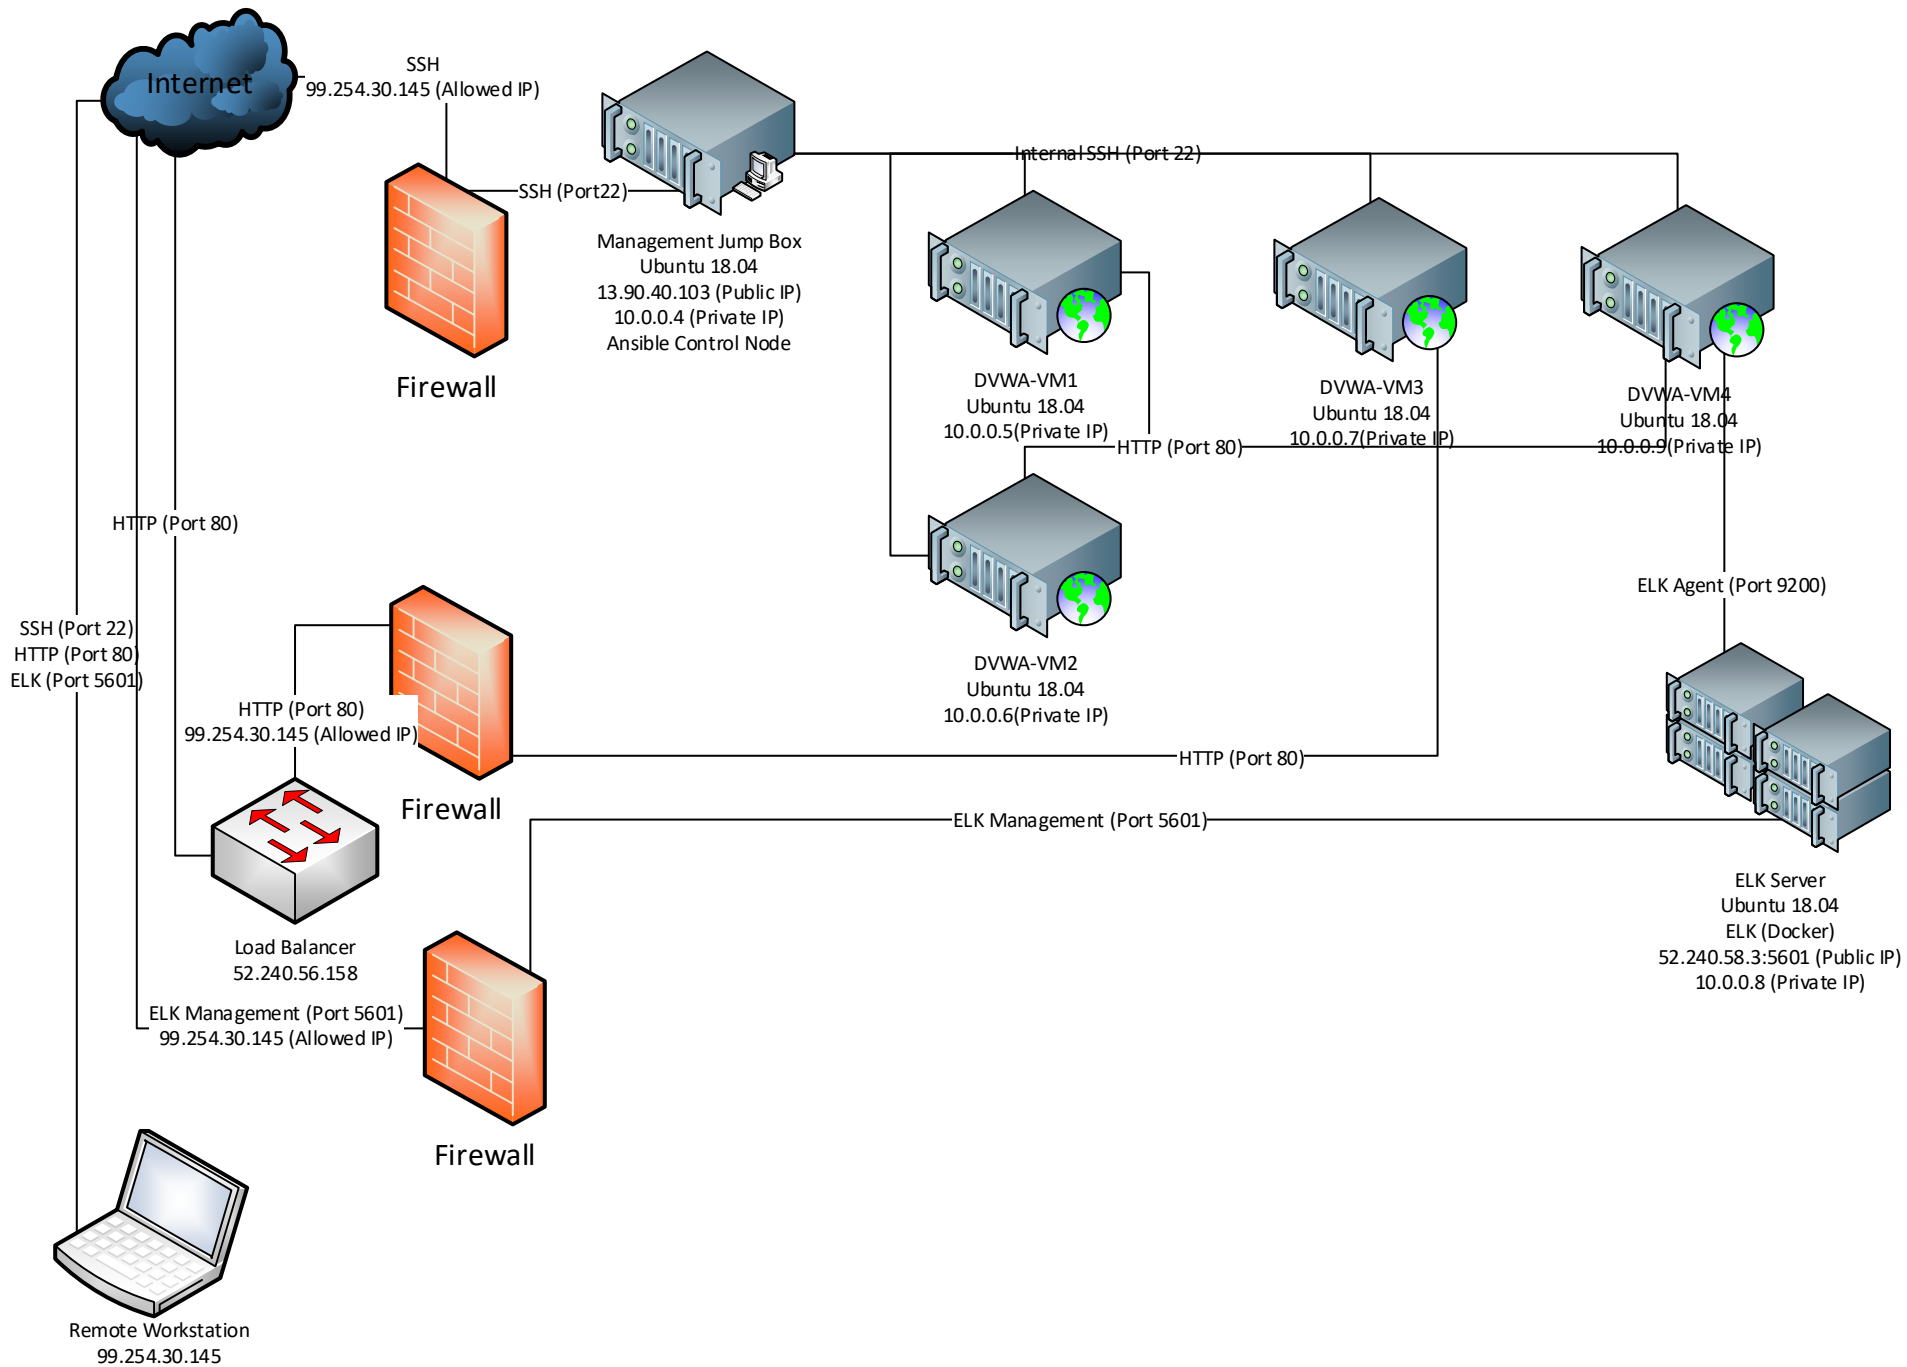 Internet
SSH
99.254.30.145 (Allowed IP)
SSH (Port22)
Internal SSH (Port 22)
Management Jump Box
Ubuntu 18.04
13.90.40.103 (Public IP)
10.0.0.4 (Private IP)
Ansible Control Node
Firewall
DVWA-VM1
Ubuntu 18.04
10.0.0.5(Private IP)
DVWA-VM3
Ubuntu 18.04
10.0.0.7(Private IP)
DVWA-VM4
Ubuntu 18.04
10.0.0.9(Private IP)
HTTP (Port 80)
HTTP (Port 80)
ELK Agent (Port 9200)
SSH (Port 22)
HTTP (Port 80)
ELK (Port 5601)
DVWA-VM2
Ubuntu 18.04
10.0.0.6(Private IP)
HTTP (Port 80)
99.254.30.145 (Allowed IP)
HTTP (Port 80)
Firewall
ELK Management (Port 5601)
ELK Server
Ubuntu 18.04
ELK (Docker)
52.240.58.3:5601 (Public IP)
10.0.0.8 (Private IP)
Load Balancer
52.240.56.158
ELK Management (Port 5601)
99.254.30.145 (Allowed IP)
Firewall
Remote Workstation
99.254.30.145